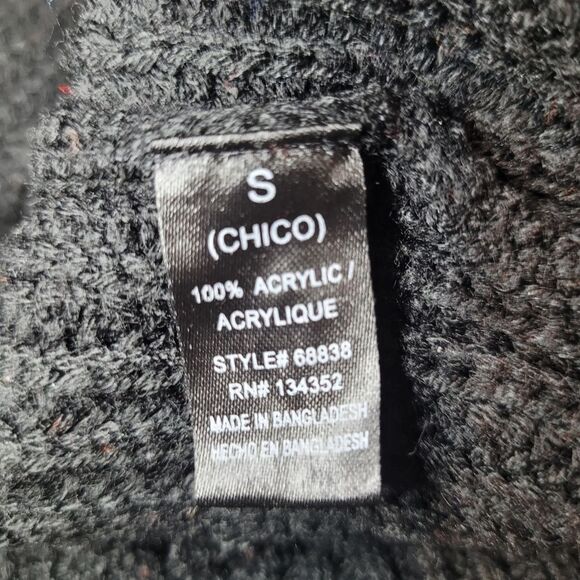 S
(CHICO)
100% ACRYLIC /
ACRYLIQUE
STYLE# 68838
RN# 134352
MADE IN BANGLADESH
HECHO EN BANGLADESH